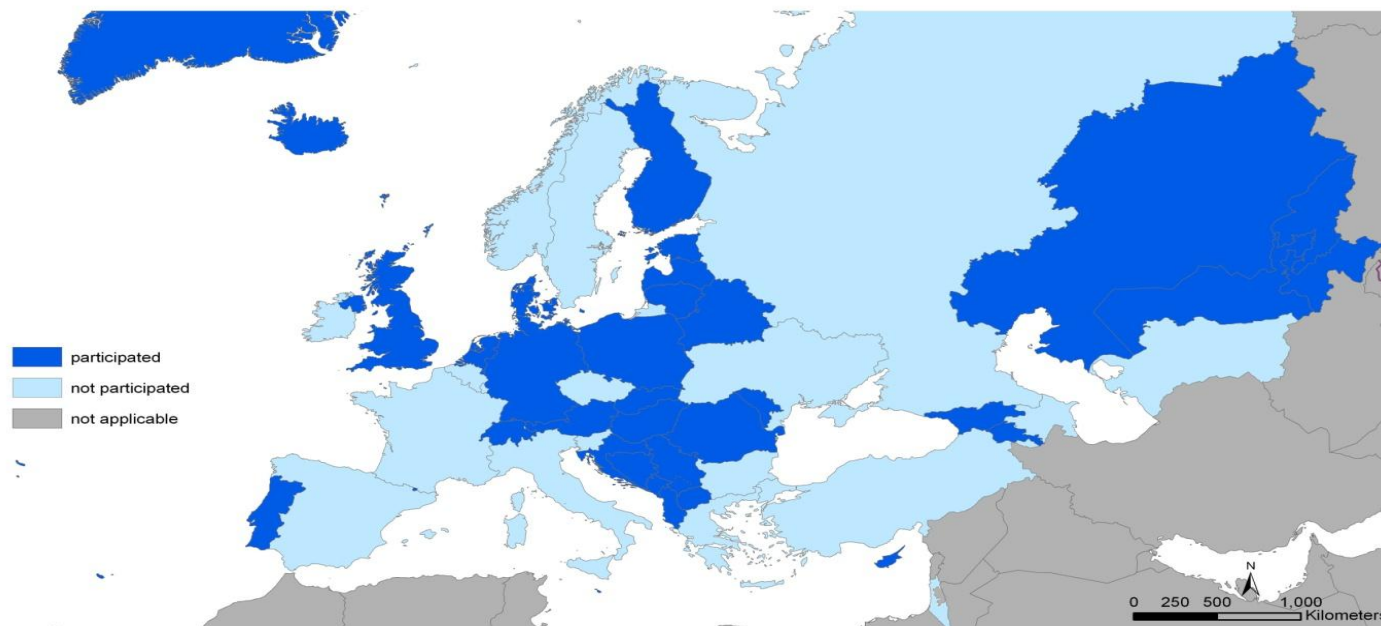 participated
not participated
not applicable
N
0 250 500 1,000
Kilometers